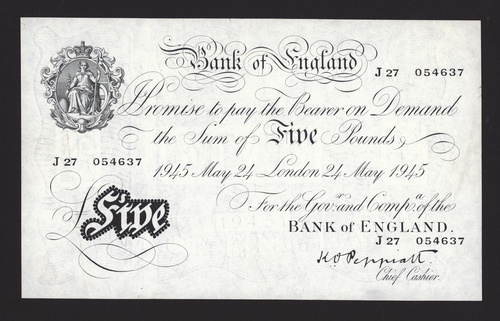 Bank of England
J 27 054637
I Promise to pay the Bearer on Demand
the Sum of Five Pounds
J 27 054637
1945 May 24 London 24 May 1945
For the Govr. and Compa. of the
BANK of ENGLAND.
J 27 054637
£Five
K O Peppiatt
Chief Cashier.